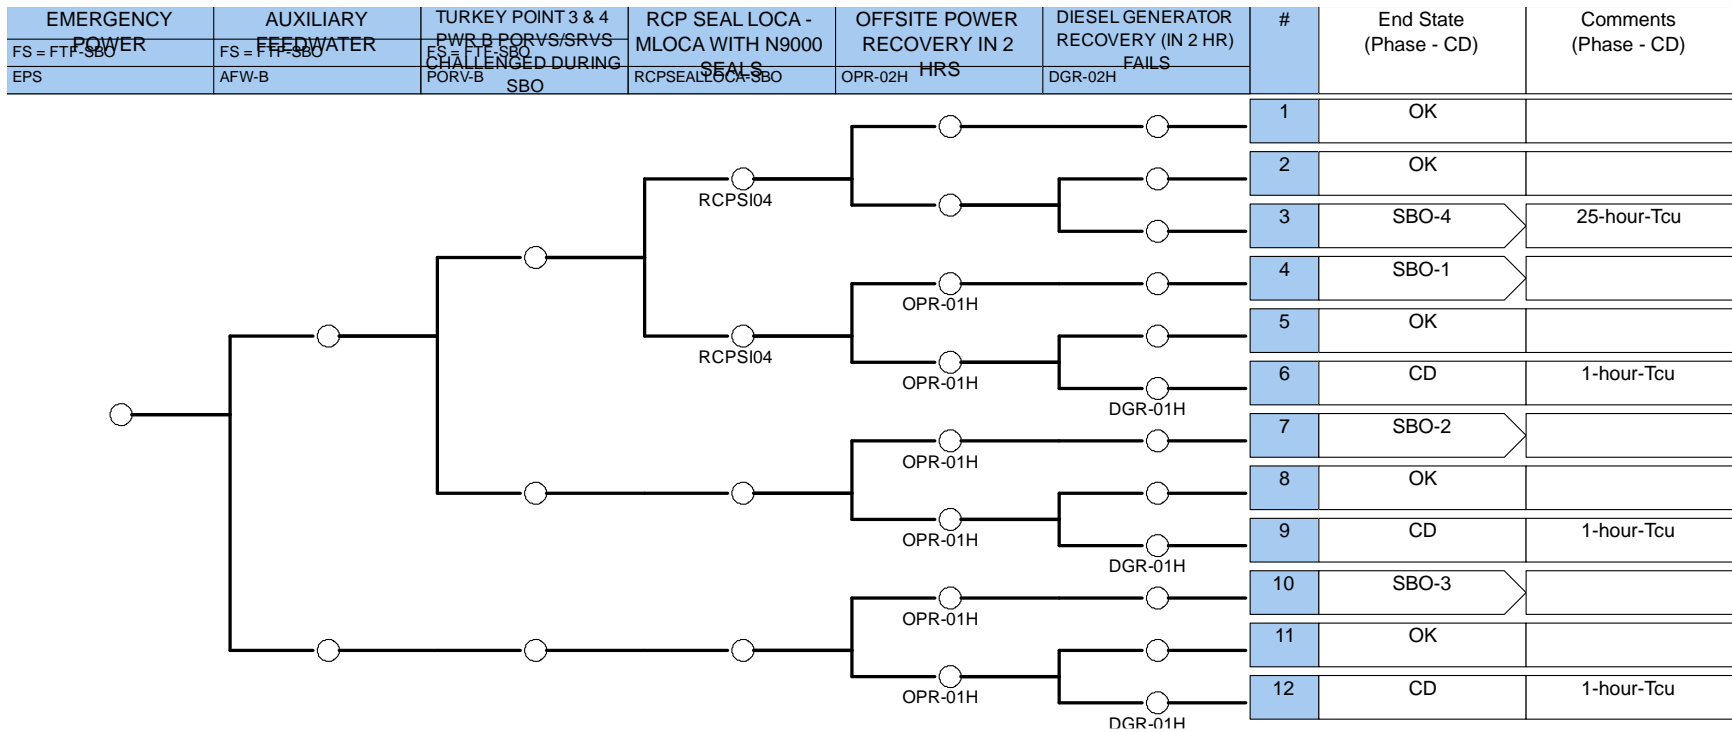 EMERGENCY POWER
FS = FTF-SBO
EPS
AUXILIARY FEEDWATER
FS = FTF-SBO
AFW-B
TURKEY POINT 3 & 4
PWR B PORVS/SRVS
CHALLENGED DURING
SBO
FS = FTF-SBO
PORV-B
RCP SEAL LOCA -
MLOCA WITH N9000
SEALS
RCPSEALLOCA-SBO
OFFSITE POWER
RECOVERY IN 2
HRS
OPR-02H
DIESEL GENERATOR
RECOVERY (IN 2 HR)
FAILS
DGR-02H
#
End State
(Phase - CD)
Comments
(Phase - CD)
1 OK
2 OK
RCPSI04
3 SBO-4 25-hour-Tcu
4 SBO-1
OPR-01H
5 OK
RCPSI04
OPR-01H
6 CD 1-hour-Tcu
DGR-01H
7 SBO-2
OPR-01H
8 OK
OPR-01H
9 CD 1-hour-Tcu
DGR-01H
10 SBO-3
OPR-01H
11 OK
OPR-01H
12 CD 1-hour-Tcu
DGR-01H